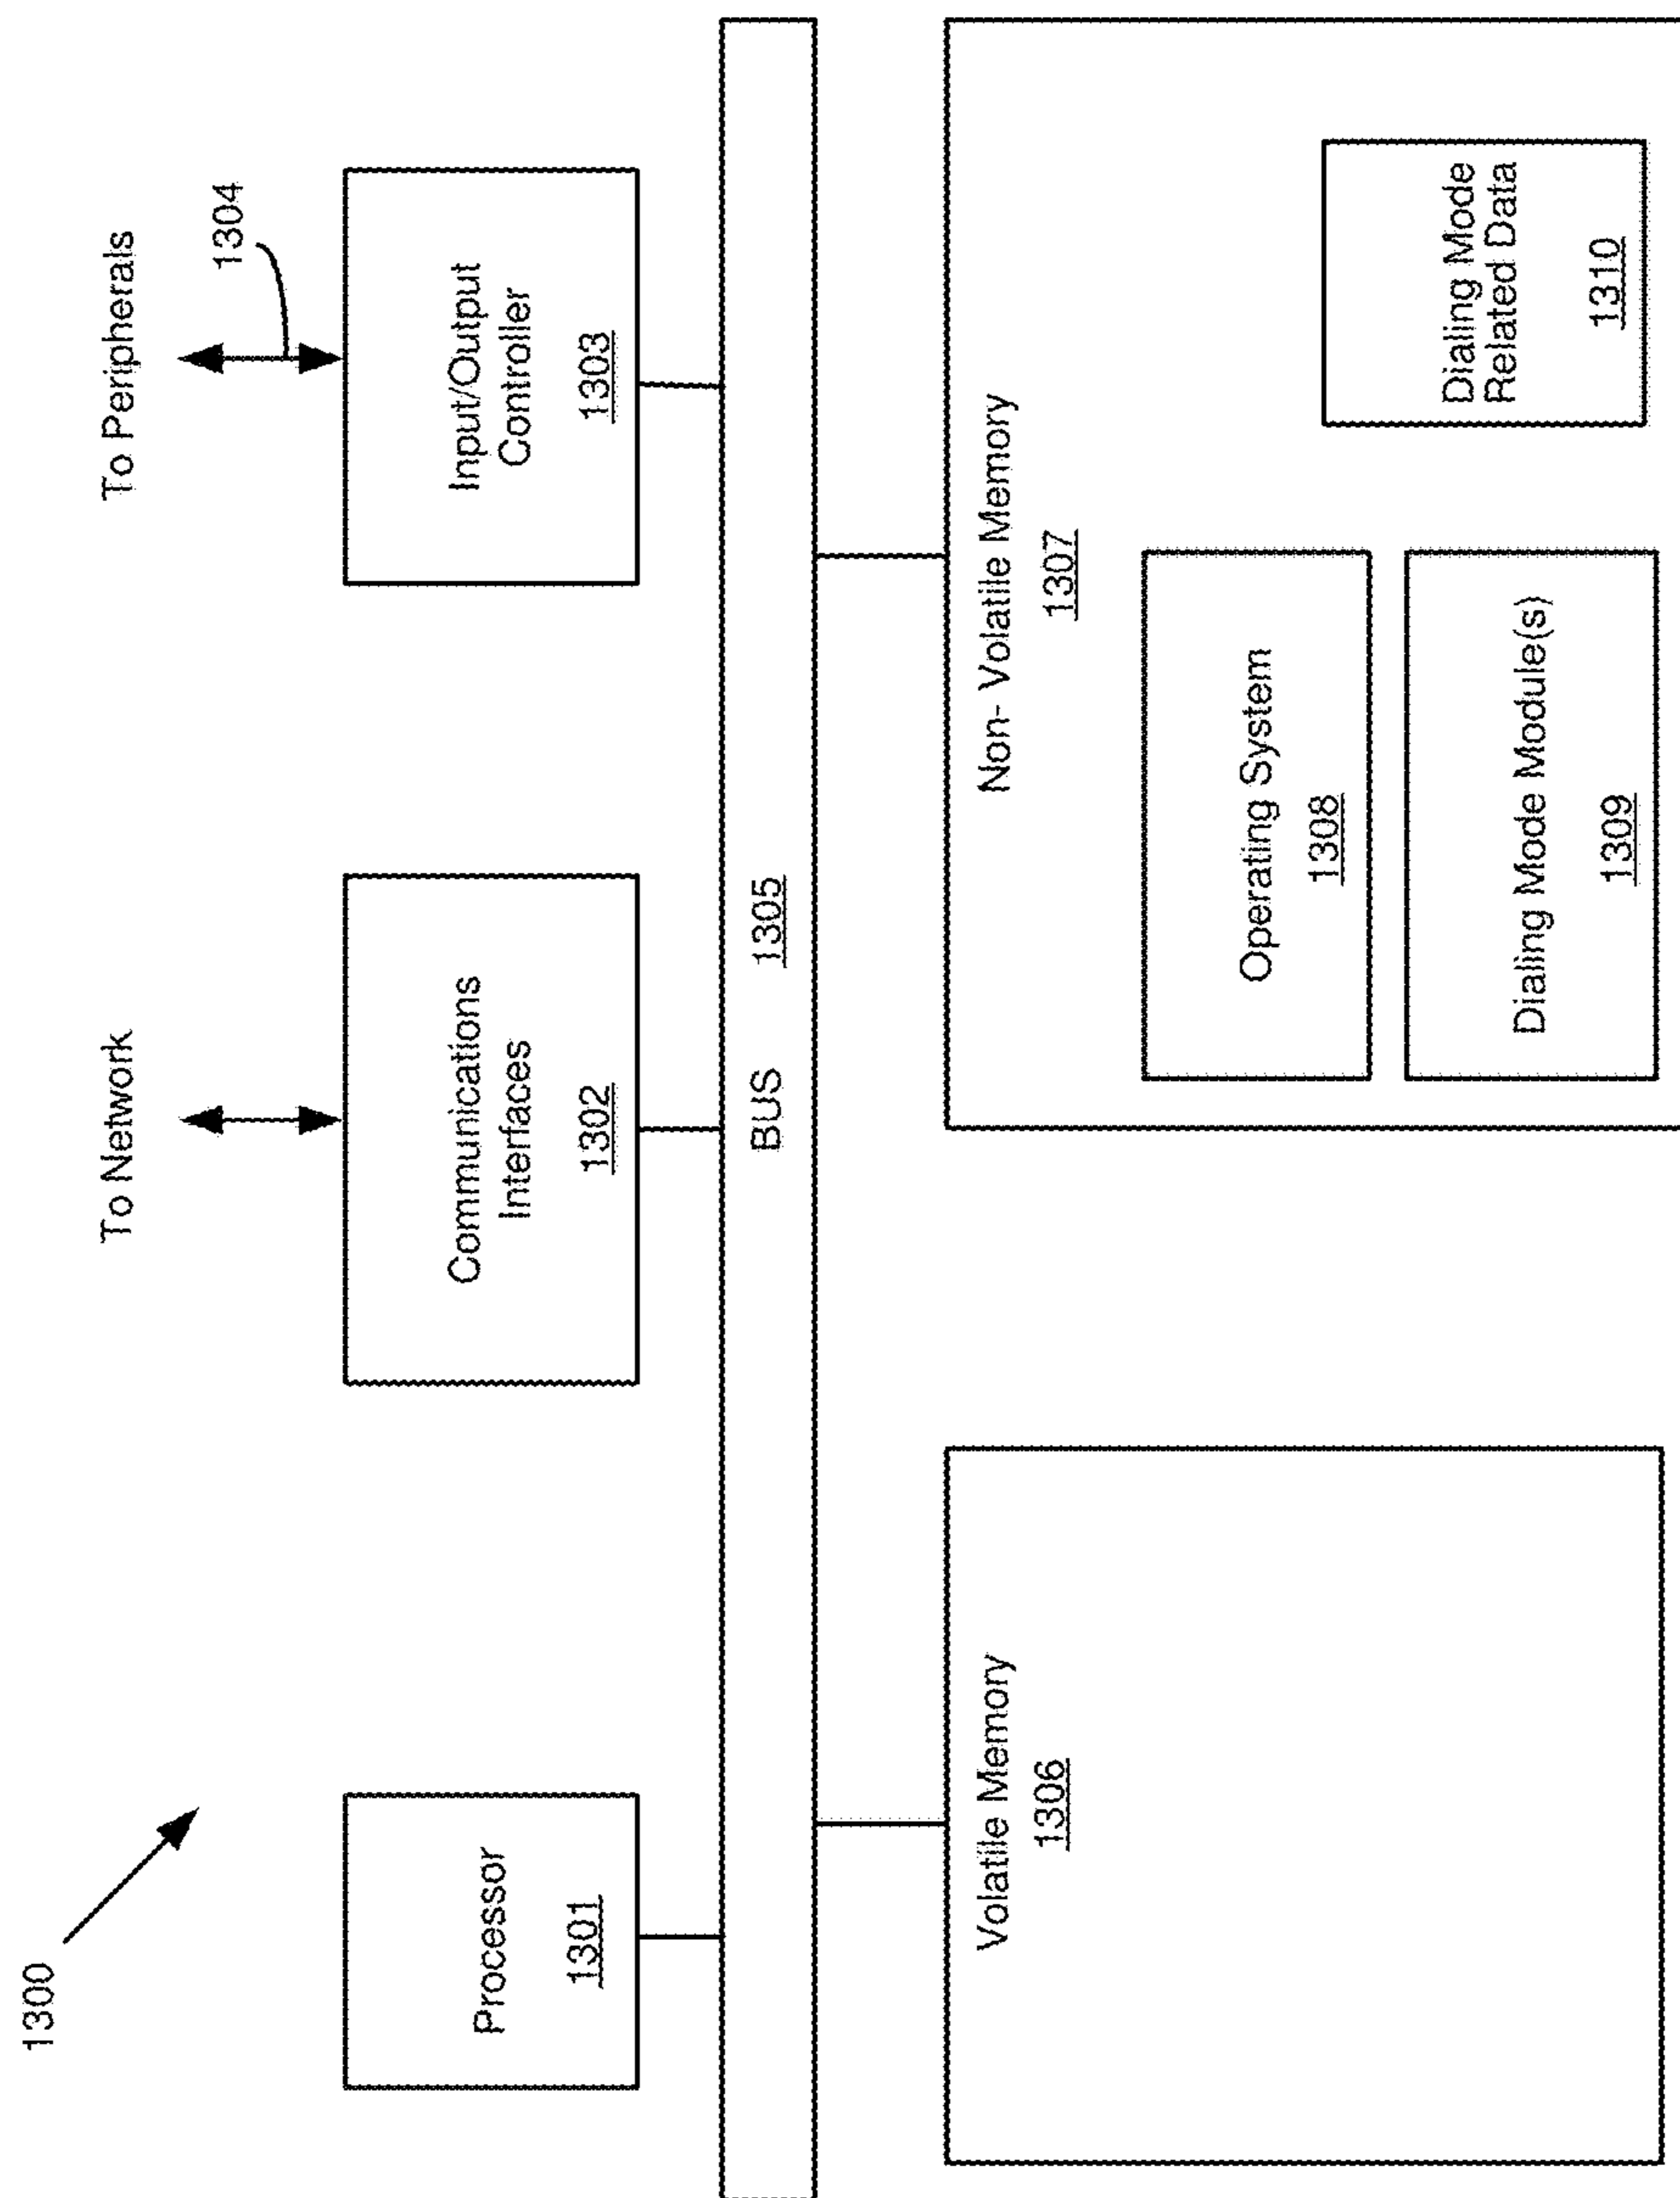 1300
To Network
To Peripherals
1304
Processor
1301
Communications
Interfaces
1302
Input/Output
Controller
1303
BUS 1305
Volatile Memory
1306
Non- Volatile Memory
1307
Operating System
1308
Dialing Mode Module(s)
1309
Dialing Mode
Related Data
1310